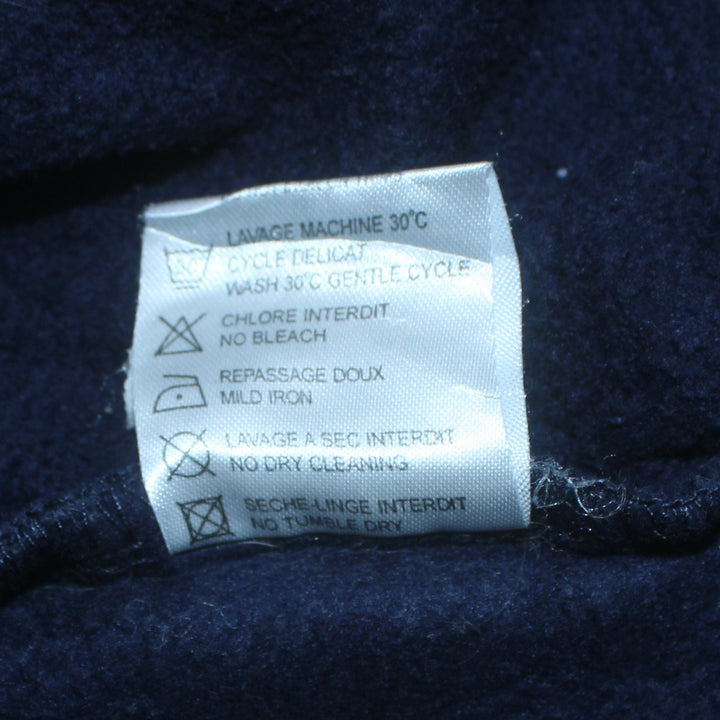 LAVAGE MACHINE 30°C
30
CYCLE DELICAT
WASH 30°C GENTLE CYCLE
CHLORE INTERDIT
NO BLEACH
REPASSAGE DOUX
MILD IRON
LAVAGE A SEC INTERDIT
NO DRY CLEANING
SECHE-LINGE INTERDIT
NO TUMBLE DRY